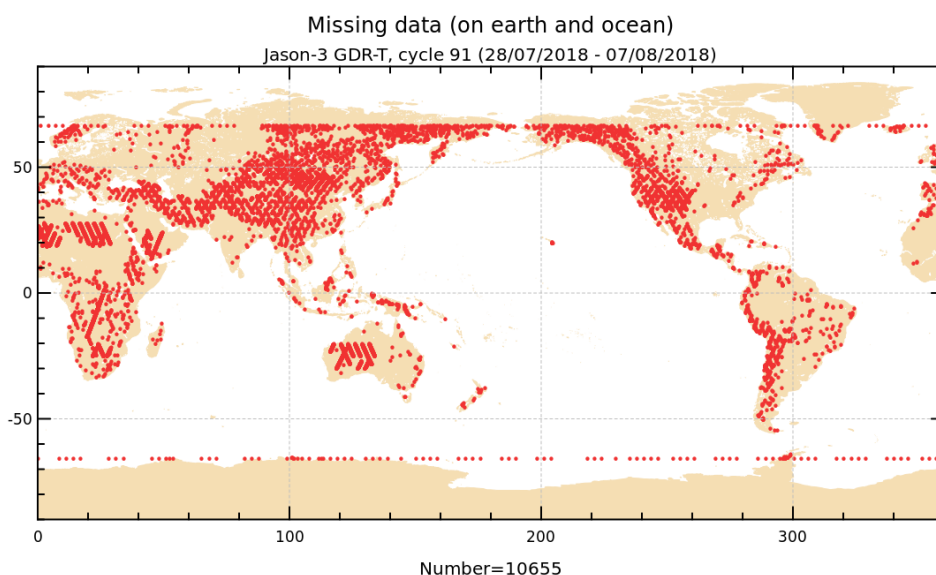 Missing data (on earth and ocean)
Jason-3 GDR-T, cycle 91 (28/07/2018 - 07/08/2018)
50
0
-50
0 100 200 300
Number=10655